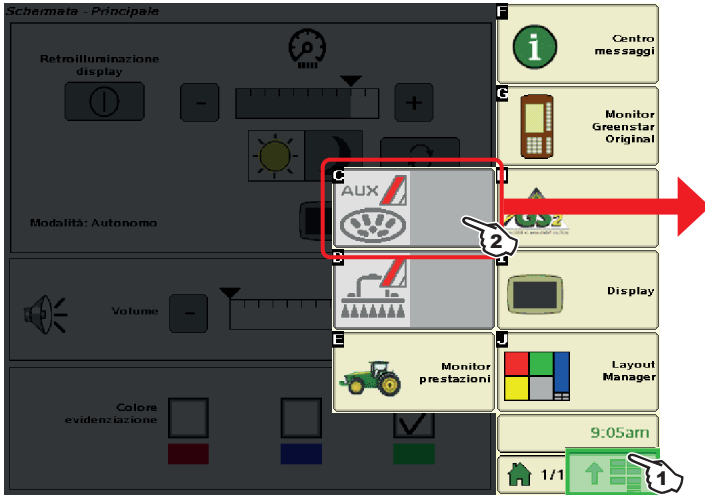 Schermata - Principale
Retroilluminazione
display
-
+
Modalità: Autonomo
Volume
-
Colore
evidenziazione
C
AUX
2
D
E
Monitor
prestazioni
F
Centro
messaggi
G
Monitor
Greenstar
Original
GS2
Display
J
Layout
Manager
9:05am
1/1
1